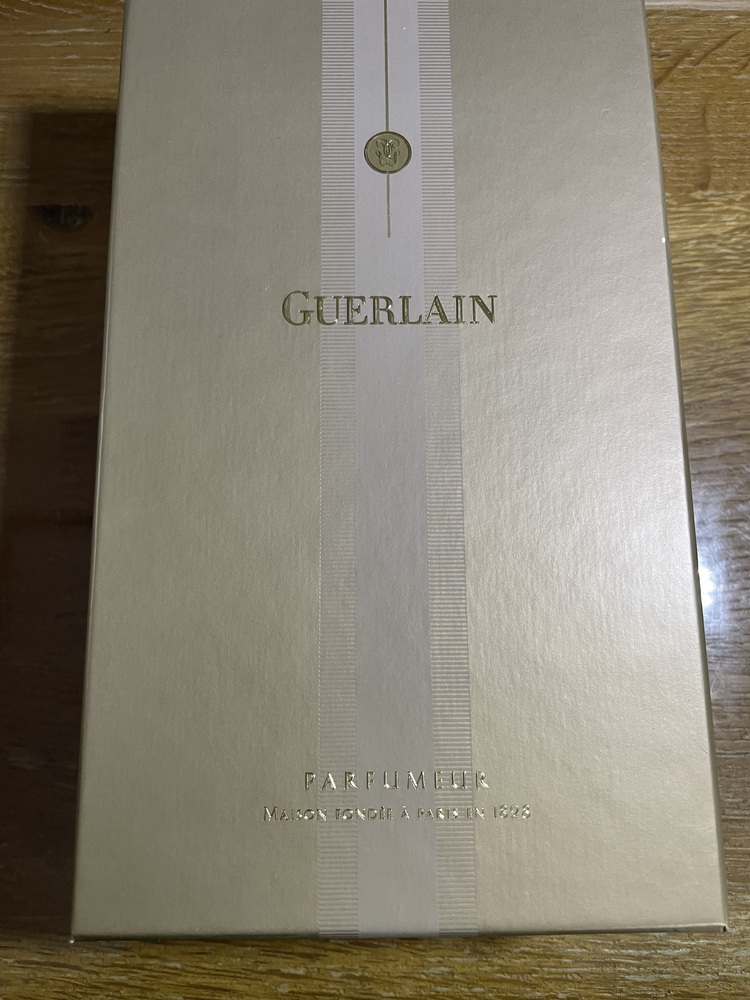 GUERLAIN
PARFUMEUR
MAISON FONDÉE À PARIS EN 1828